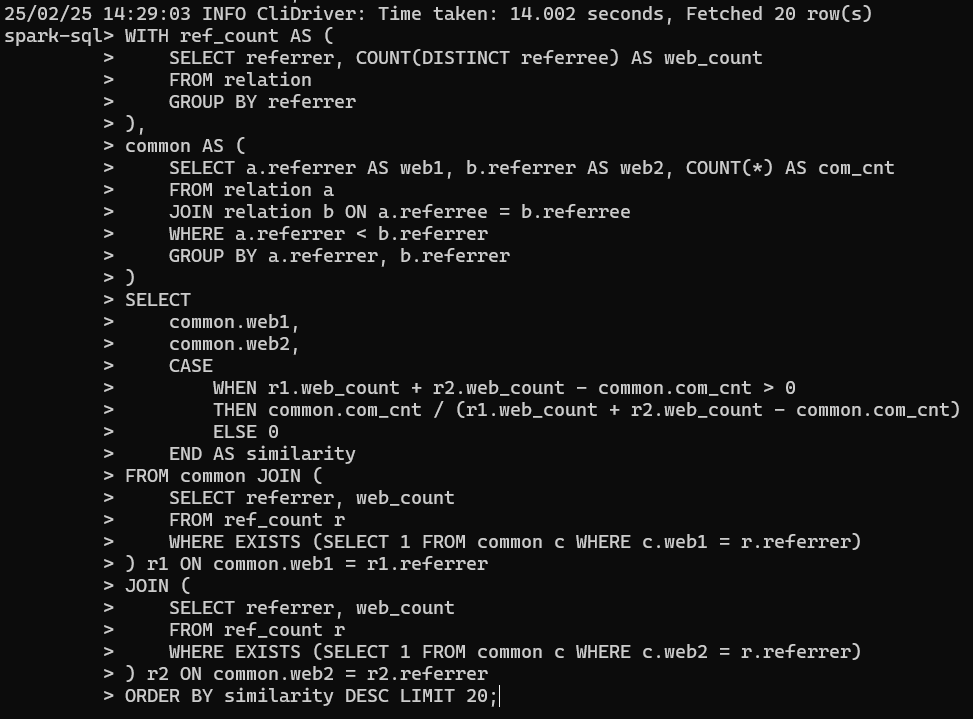 25/02/25 14:29:03 INFO CliDriver: Time taken: 14.002 seconds, Fetched 20 row(s)
spark-sql> WITH ref_count AS (
         >     SELECT referrer, COUNT(DISTINCT referree) AS web_count
         >     FROM relation
         >     GROUP BY referrer
         > ),
         > common AS (
         >     SELECT a.referrer AS web1, b.referrer AS web2, COUNT(*) AS com_cnt
         >     FROM relation a
         >     JOIN relation b ON a.referree = b.referree
         >     WHERE a.referrer < b.referrer
         >     GROUP BY a.referrer, b.referrer
         > )
         > SELECT
         >     common.web1,
         >     common.web2,
         >     CASE
         >         WHEN r1.web_count + r2.web_count - common.com_cnt > 0
         >         THEN common.com_cnt / (r1.web_count + r2.web_count - common.com_cnt)
         >         ELSE 0
         >     END AS similarity
         > FROM common JOIN (
         >     SELECT referrer, web_count
         >     FROM ref_count r
         >     WHERE EXISTS (SELECT 1 FROM common c WHERE c.web1 = r.referrer)
         > ) r1 ON common.web1 = r1.referrer
         > JOIN (
         >     SELECT referrer, web_count
         >     FROM ref_count r
         >     WHERE EXISTS (SELECT 1 FROM common c WHERE c.web2 = r.referrer)
         > ) r2 ON common.web2 = r2.referrer
         > ORDER BY similarity DESC LIMIT 20;